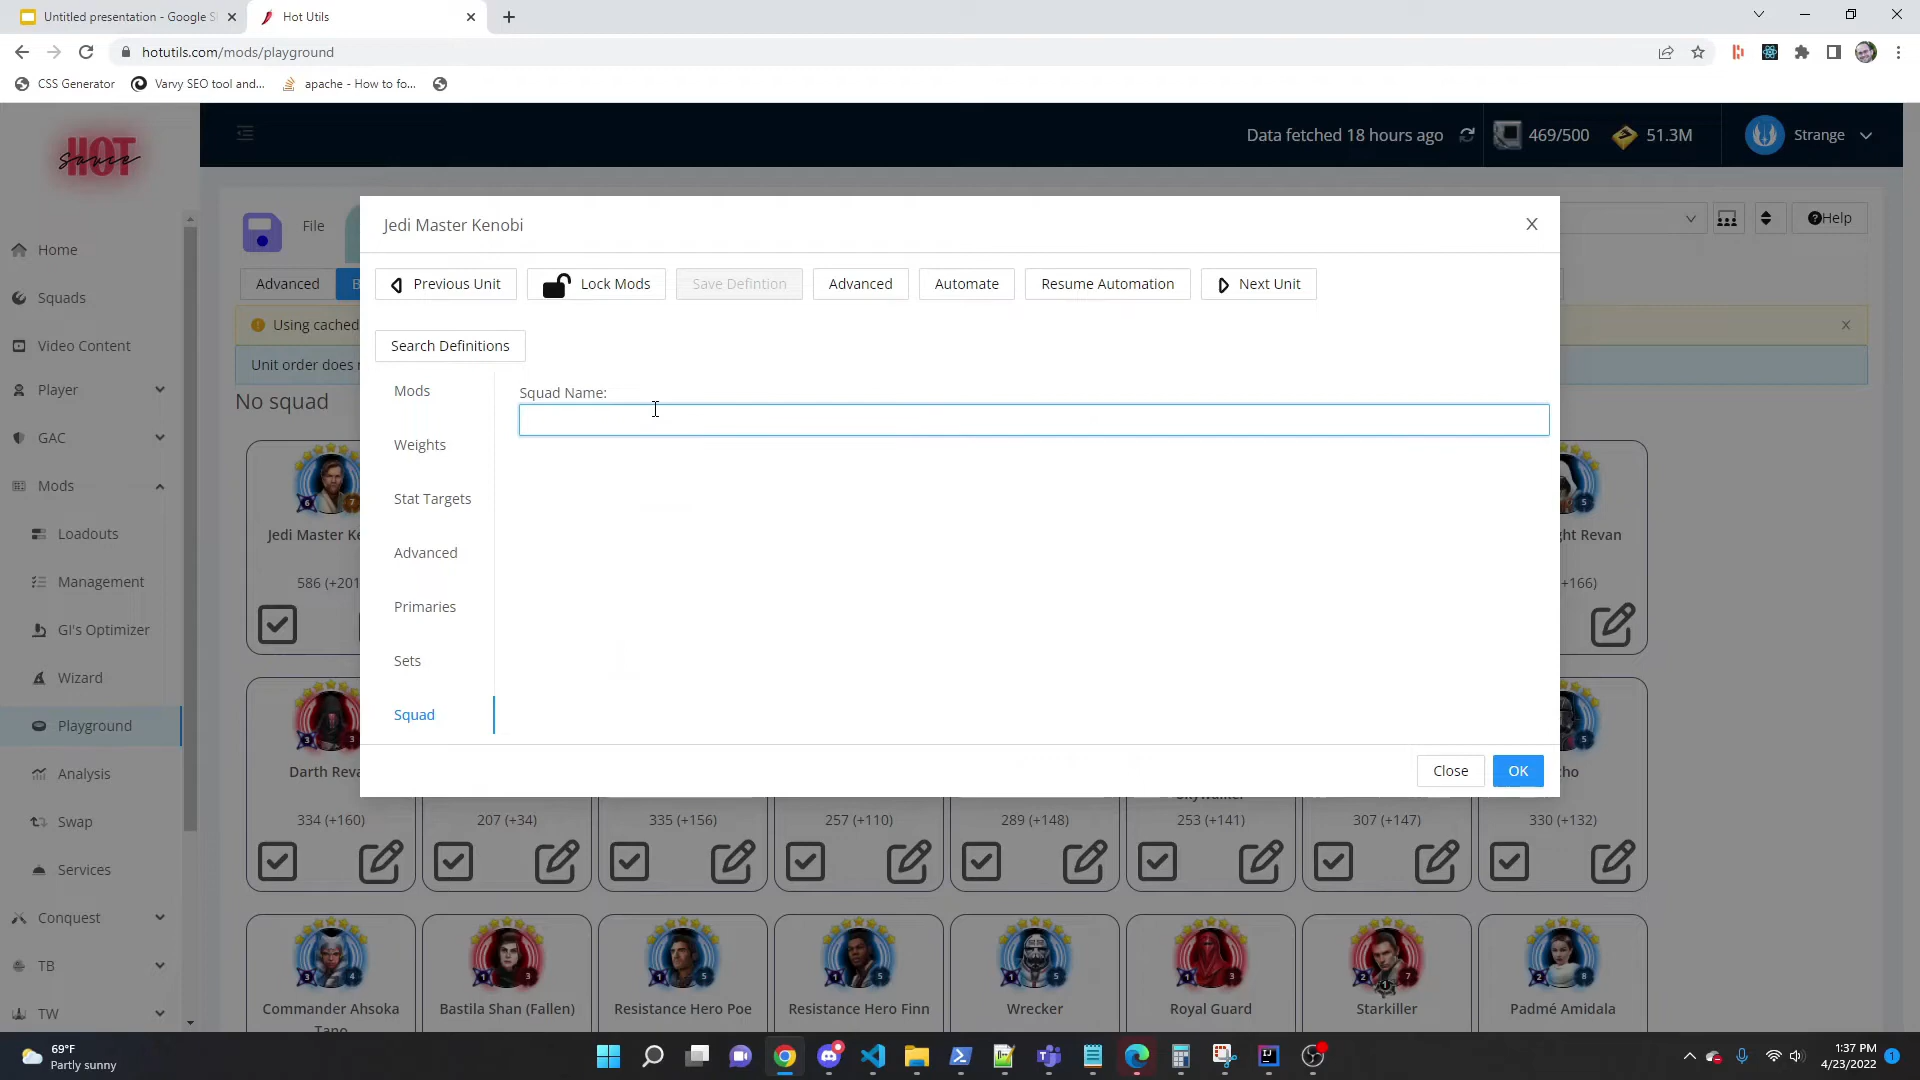 Untitled presentation - Google S
Hot Utils
hotutils.com/mods/playground
CSS Generator
Varvy SEO tool and...
apache - How to fo...
HOT
sauce
Data fetched 18 hours ago
469/500
51.3M
Strange
File
Help
Home
Squads
Video Content
Player
GAC
Mods
Loadouts
Management
GI's Optimizer
Wizard
Playground
Analysis
Swap
Services
Conquest
TB
TW
Advanced
B
Using cached
Unit order does
No squad
Jedi Master Kenobi
Previous Unit
Lock Mods
Save Defintion
Advanced
Automate
Resume Automation
Next Unit
Search Definitions
Mods
Weights
Stat Targets
Advanced
Primaries
Sets
Squad
Squad Name:
Close
OK
Jedi Master Ke
586 (+201
ght Revan
+166)
Darth Reva
Skywalker
cho
334 (+160)
207 (+34)
335 (+156)
257 (+110)
289 (+148)
253 (+141)
307 (+147)
330 (+132)
Commander Ahsoka
Tano
Bastila Shan (Fallen)
Resistance Hero Poe
Resistance Hero Finn
Wrecker
Royal Guard
Starkiller
Padmé Amidala
69°F
Partly sunny
1:37 PM
4/23/2022